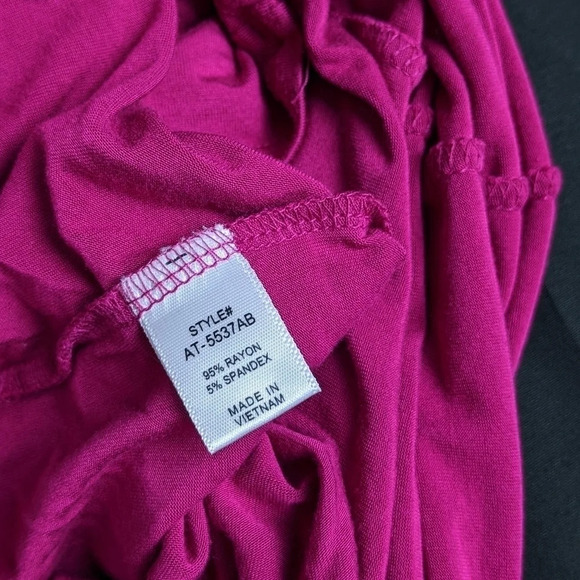 STYLE#
AT-5537AB
95% RAYON
5% SPANDEX
MADE IN
VIETNAM